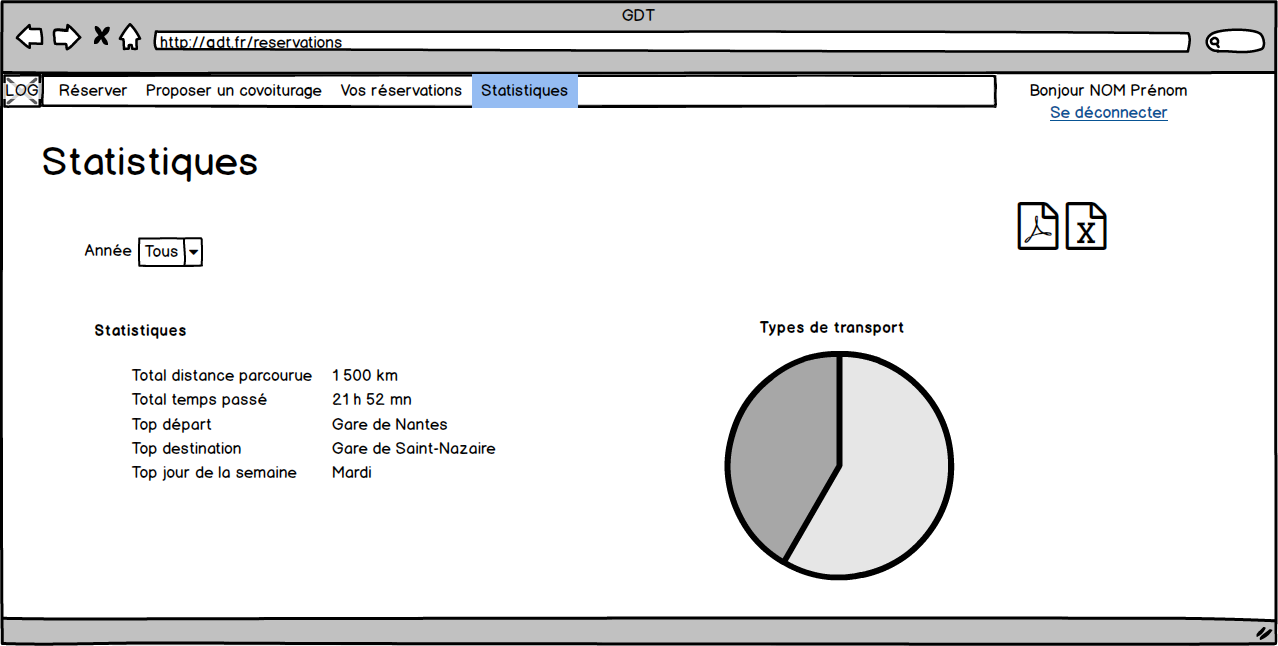 GDT
http://gdt.fr/reservations
LOG Réserver Proposer un covoiturage Vos réservations Statistiques
Bonjour NOM Prénom
Se déconnecter
Statistiques
Année Tous
X
Statistiques
Total distance parcourue 1 500 km
Total temps passé 21 h 52 mn
Top départ Gare de Nantes
Top destination Gare de Saint-Nazaire
Top jour de la semaine Mardi
Types de transport